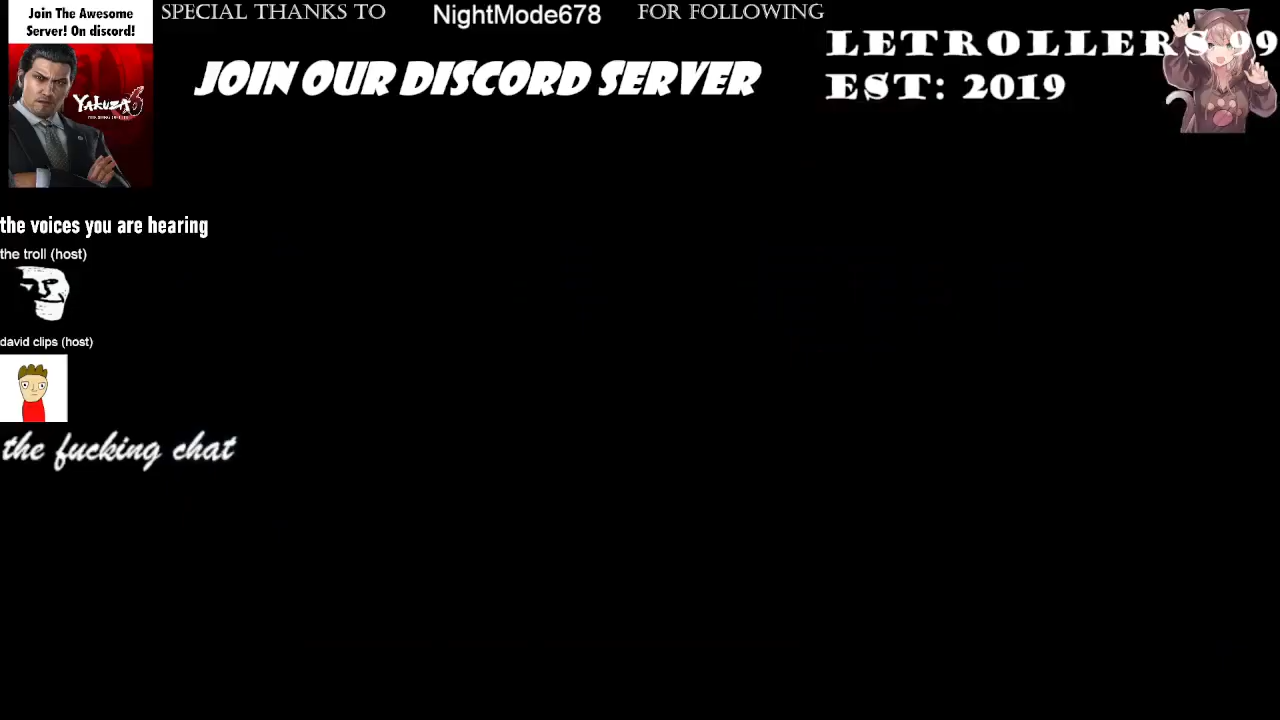 Join The Awesome
Server! On discord!
SPECIAL THANKS TO NightMode678 FOR FOLLOWING
JOIN OUR DISCORD SERVER
LETROLLERS 99
EST: 2019
YAKUZA6
the voices you are hearing
the troll (host)
david clips (host)
the fucking chat